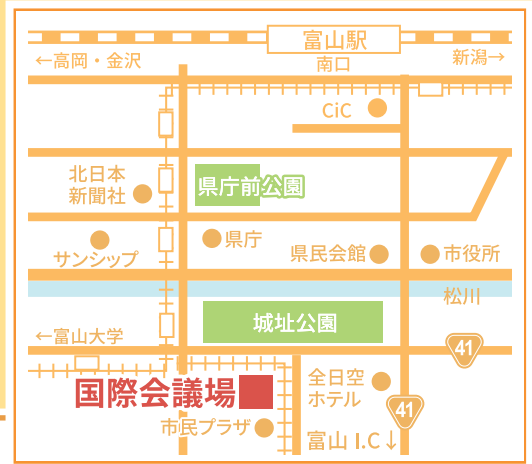 富山駅
←高岡・金沢
南口
新潟→
CiC
北日本
新聞社
県庁前公園
県庁
サンシップ
県民会館
市役所
松川
城址公園
←富山大学
41
国際会議場
全日空
ホテル
41
市民プラザ
富山 I.C↓